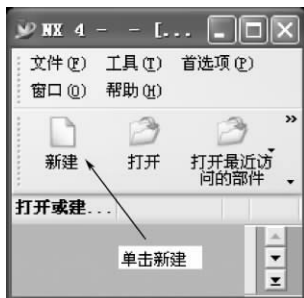 NX 4 - - [...
文件(F) 工具(T) 首选项(P)
窗口(O) 帮助(H)
»
新建 打开 打开最近访
问的部件
打开或建...
单击新建